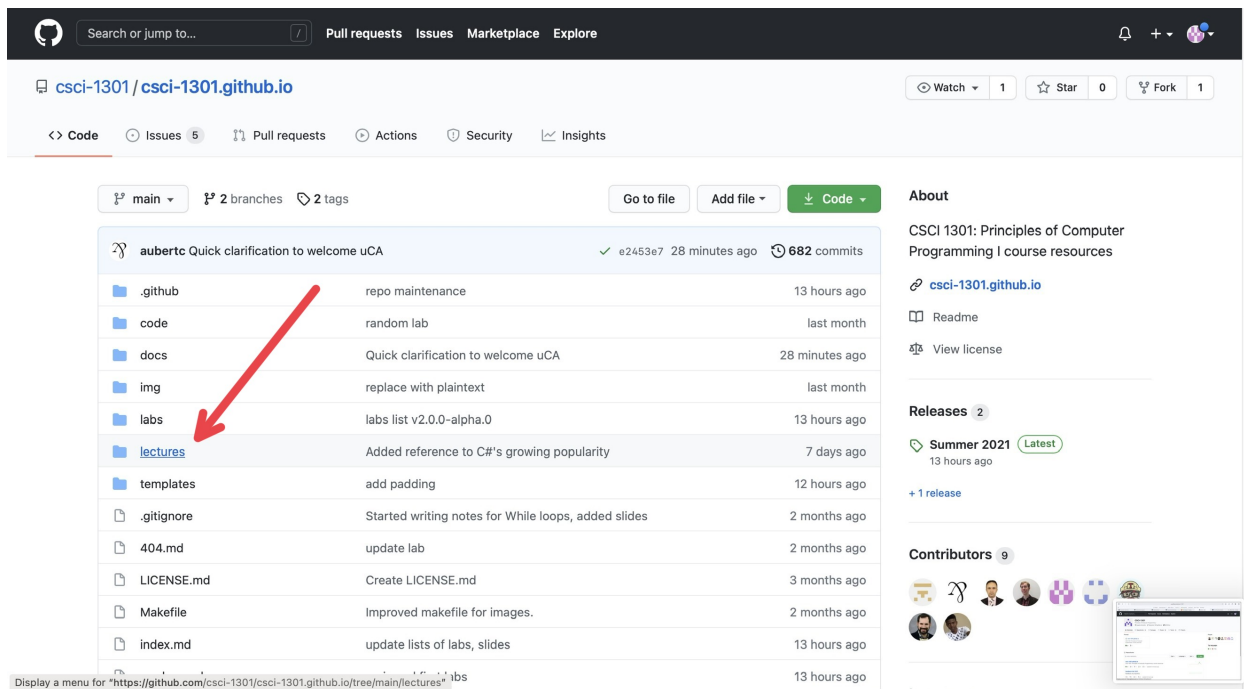 Search or jump to... / Pull requests Issues Marketplace Explore
csci-1301 / csci-1301.github.io Watch 1 Star 0 Fork 1
<> Code Issues 5 Pull requests Actions Security Insights
main 2 branches 2 tags Go to file Add file Code
aubertc Quick clarification to welcome uCA e2453e7 28 minutes ago 682 commits
.github repo maintenance 13 hours ago
code random lab last month
docs Quick clarification to welcome uCA 28 minutes ago
img replace with plaintext last month
labs labs list v2.0.0-alpha.0 13 hours ago
lectures Added reference to C#'s growing popularity 7 days ago
templates add padding 12 hours ago
.gitignore Started writing notes for While loops, added slides 2 months ago
404.md update lab 2 months ago
LICENSE.md Create LICENSE.md 3 months ago
Makefile Improved makefile for images. 2 months ago
index.md update lists of labs, slides 13 hours ago
labs 13 hours ago
About
CSCI 1301: Principles of Computer
Programming I course resources
csci-1301.github.io
Readme
View license
Releases 2
Summer 2021 Latest
13 hours ago
+ 1 release
Contributors 9
Display a menu for "https://github.com/csci-1301/csci-1301.github.io/tree/main/lectures"